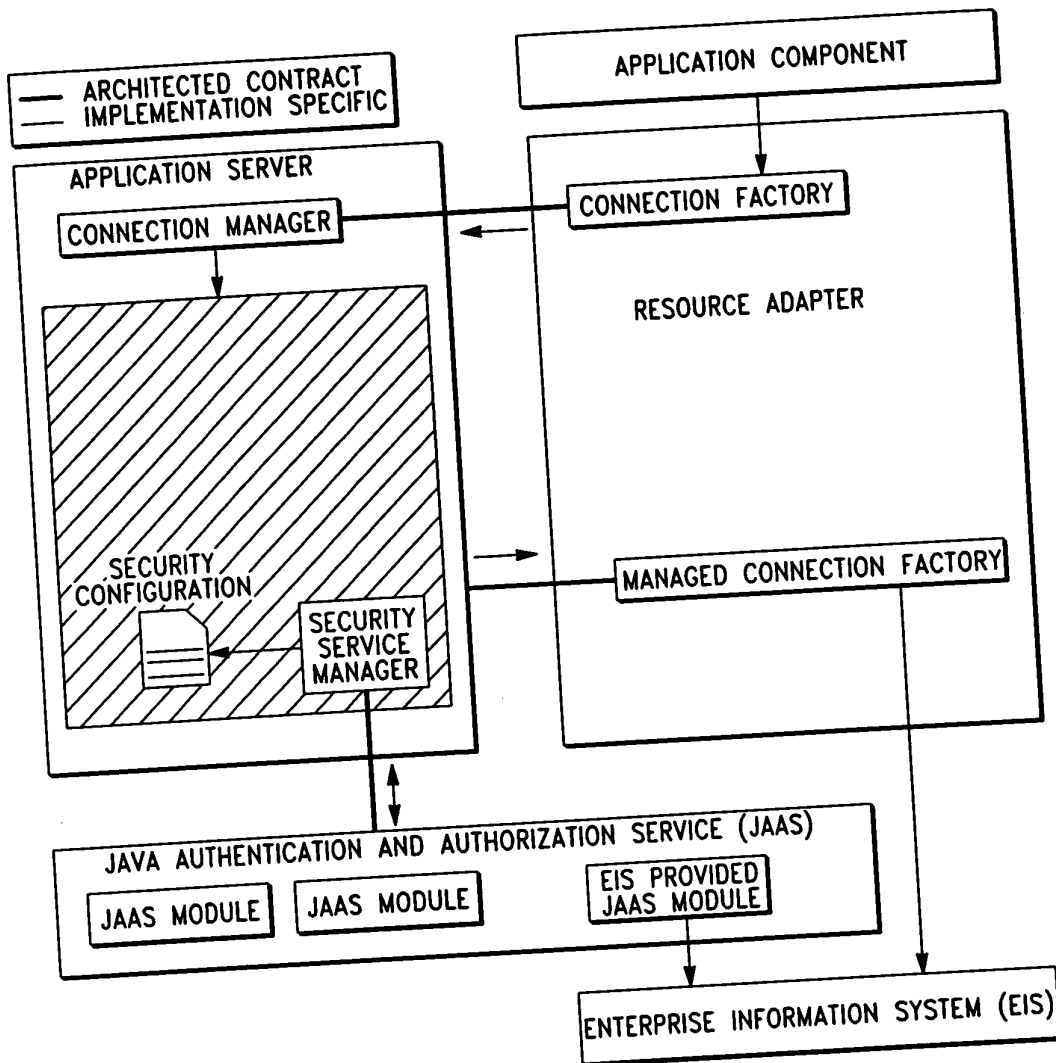 ARCHITECTED CONTRACT
IMPLEMENTATION SPECIFIC
APPLICATION COMPONENT
APPLICATION SERVER
CONNECTION MANAGER
CONNECTION FACTORY
RESOURCE ADAPTER
SECURITY
CONFIGURATION
SECURITY
SERVICE
MANAGER
MANAGED CONNECTION FACTORY
JAVA AUTHENTICATION AND AUTHORIZATION SERVICE (JAAS)
JAAS MODULE
JAAS MODULE
EIS PROVIDED
JAAS MODULE
ENTERPRISE INFORMATION SYSTEM (EIS)